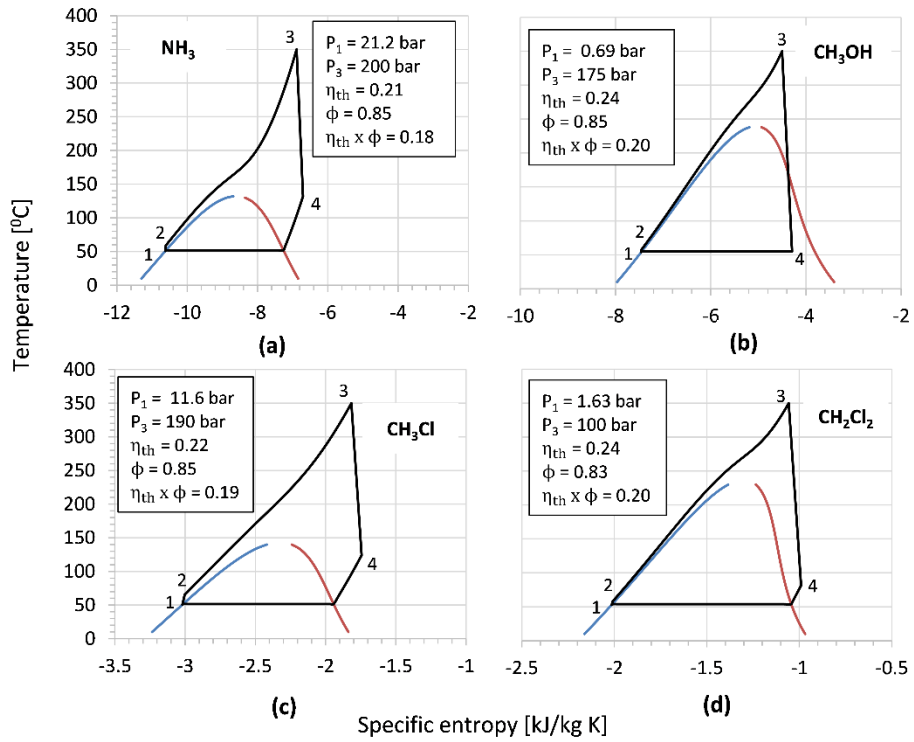 Temperature [⁰C]
400
350
300
250
200
150
100
50
0
-12
-10
-8
-6
-4
-2
NH₃
P₁ = 21.2 bar
P₃ = 200 bar
ηth = 0.21
ϕ = 0.85
ηth x ϕ = 0.18
1
2
3
4
(a)
CH₃OH
P₁ = 0.69 bar
P₃ = 175 bar
ηth = 0.24
ϕ = 0.85
ηth x ϕ = 0.20
1
2
3
4
-10
-8
-6
-4
-2
(b)
400
350
300
250
200
150
100
50
0
P₁ = 11.6 bar
P₃ = 190 bar
ηth = 0.22
ϕ = 0.85
ηth x ϕ = 0.19
CH₃Cl
1
2
3
4
-3.5
-3
-2.5
-2
-1.5
-1
(c)
P₁ = 1.63 bar
P₃ = 100 bar
ηth = 0.24
ϕ = 0.83
ηth x ϕ = 0.20
CH₂Cl₂
1
2
3
4
-2.5
-2
-1.5
-1
-0.5
(d)
Specific entropy [kJ/kg K]